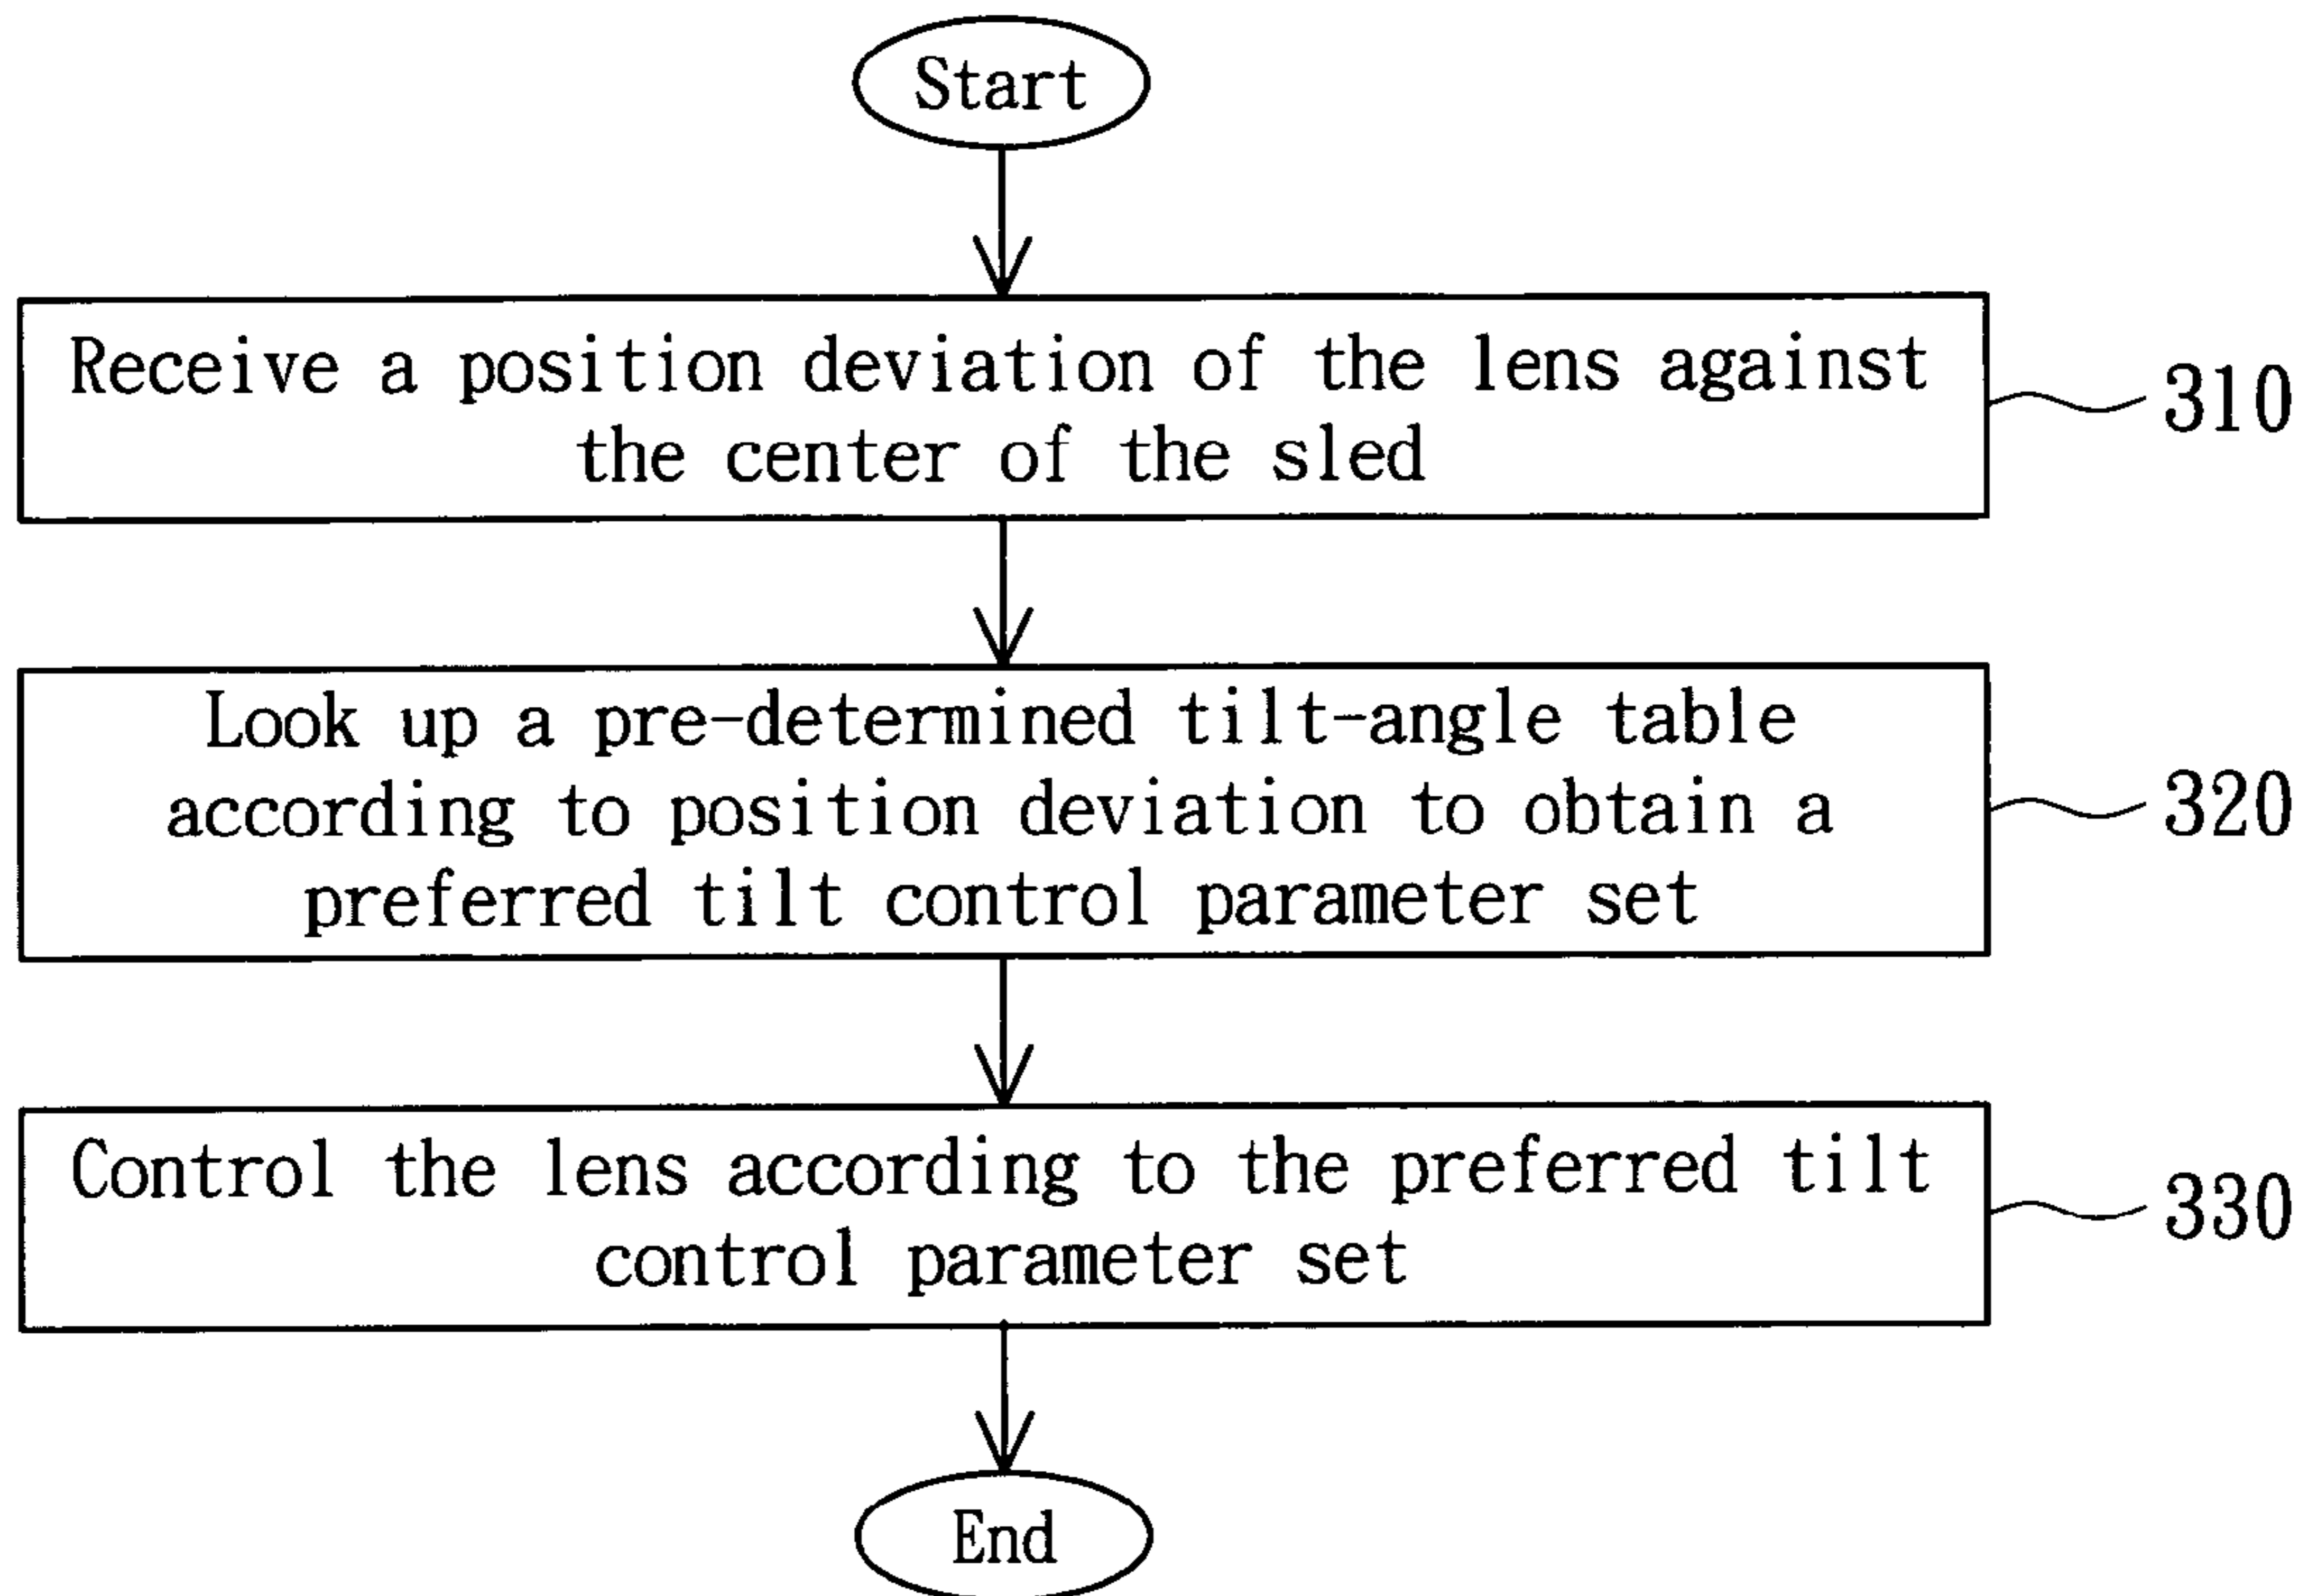 Start
Receive a position deviation of the lens against
the center of the sled
310
Look up a pre-determined tilt-angle table
according to position deviation to obtain a
preferred tilt control parameter set
320
Control the lens according to the preferred tilt
control parameter set
330
End